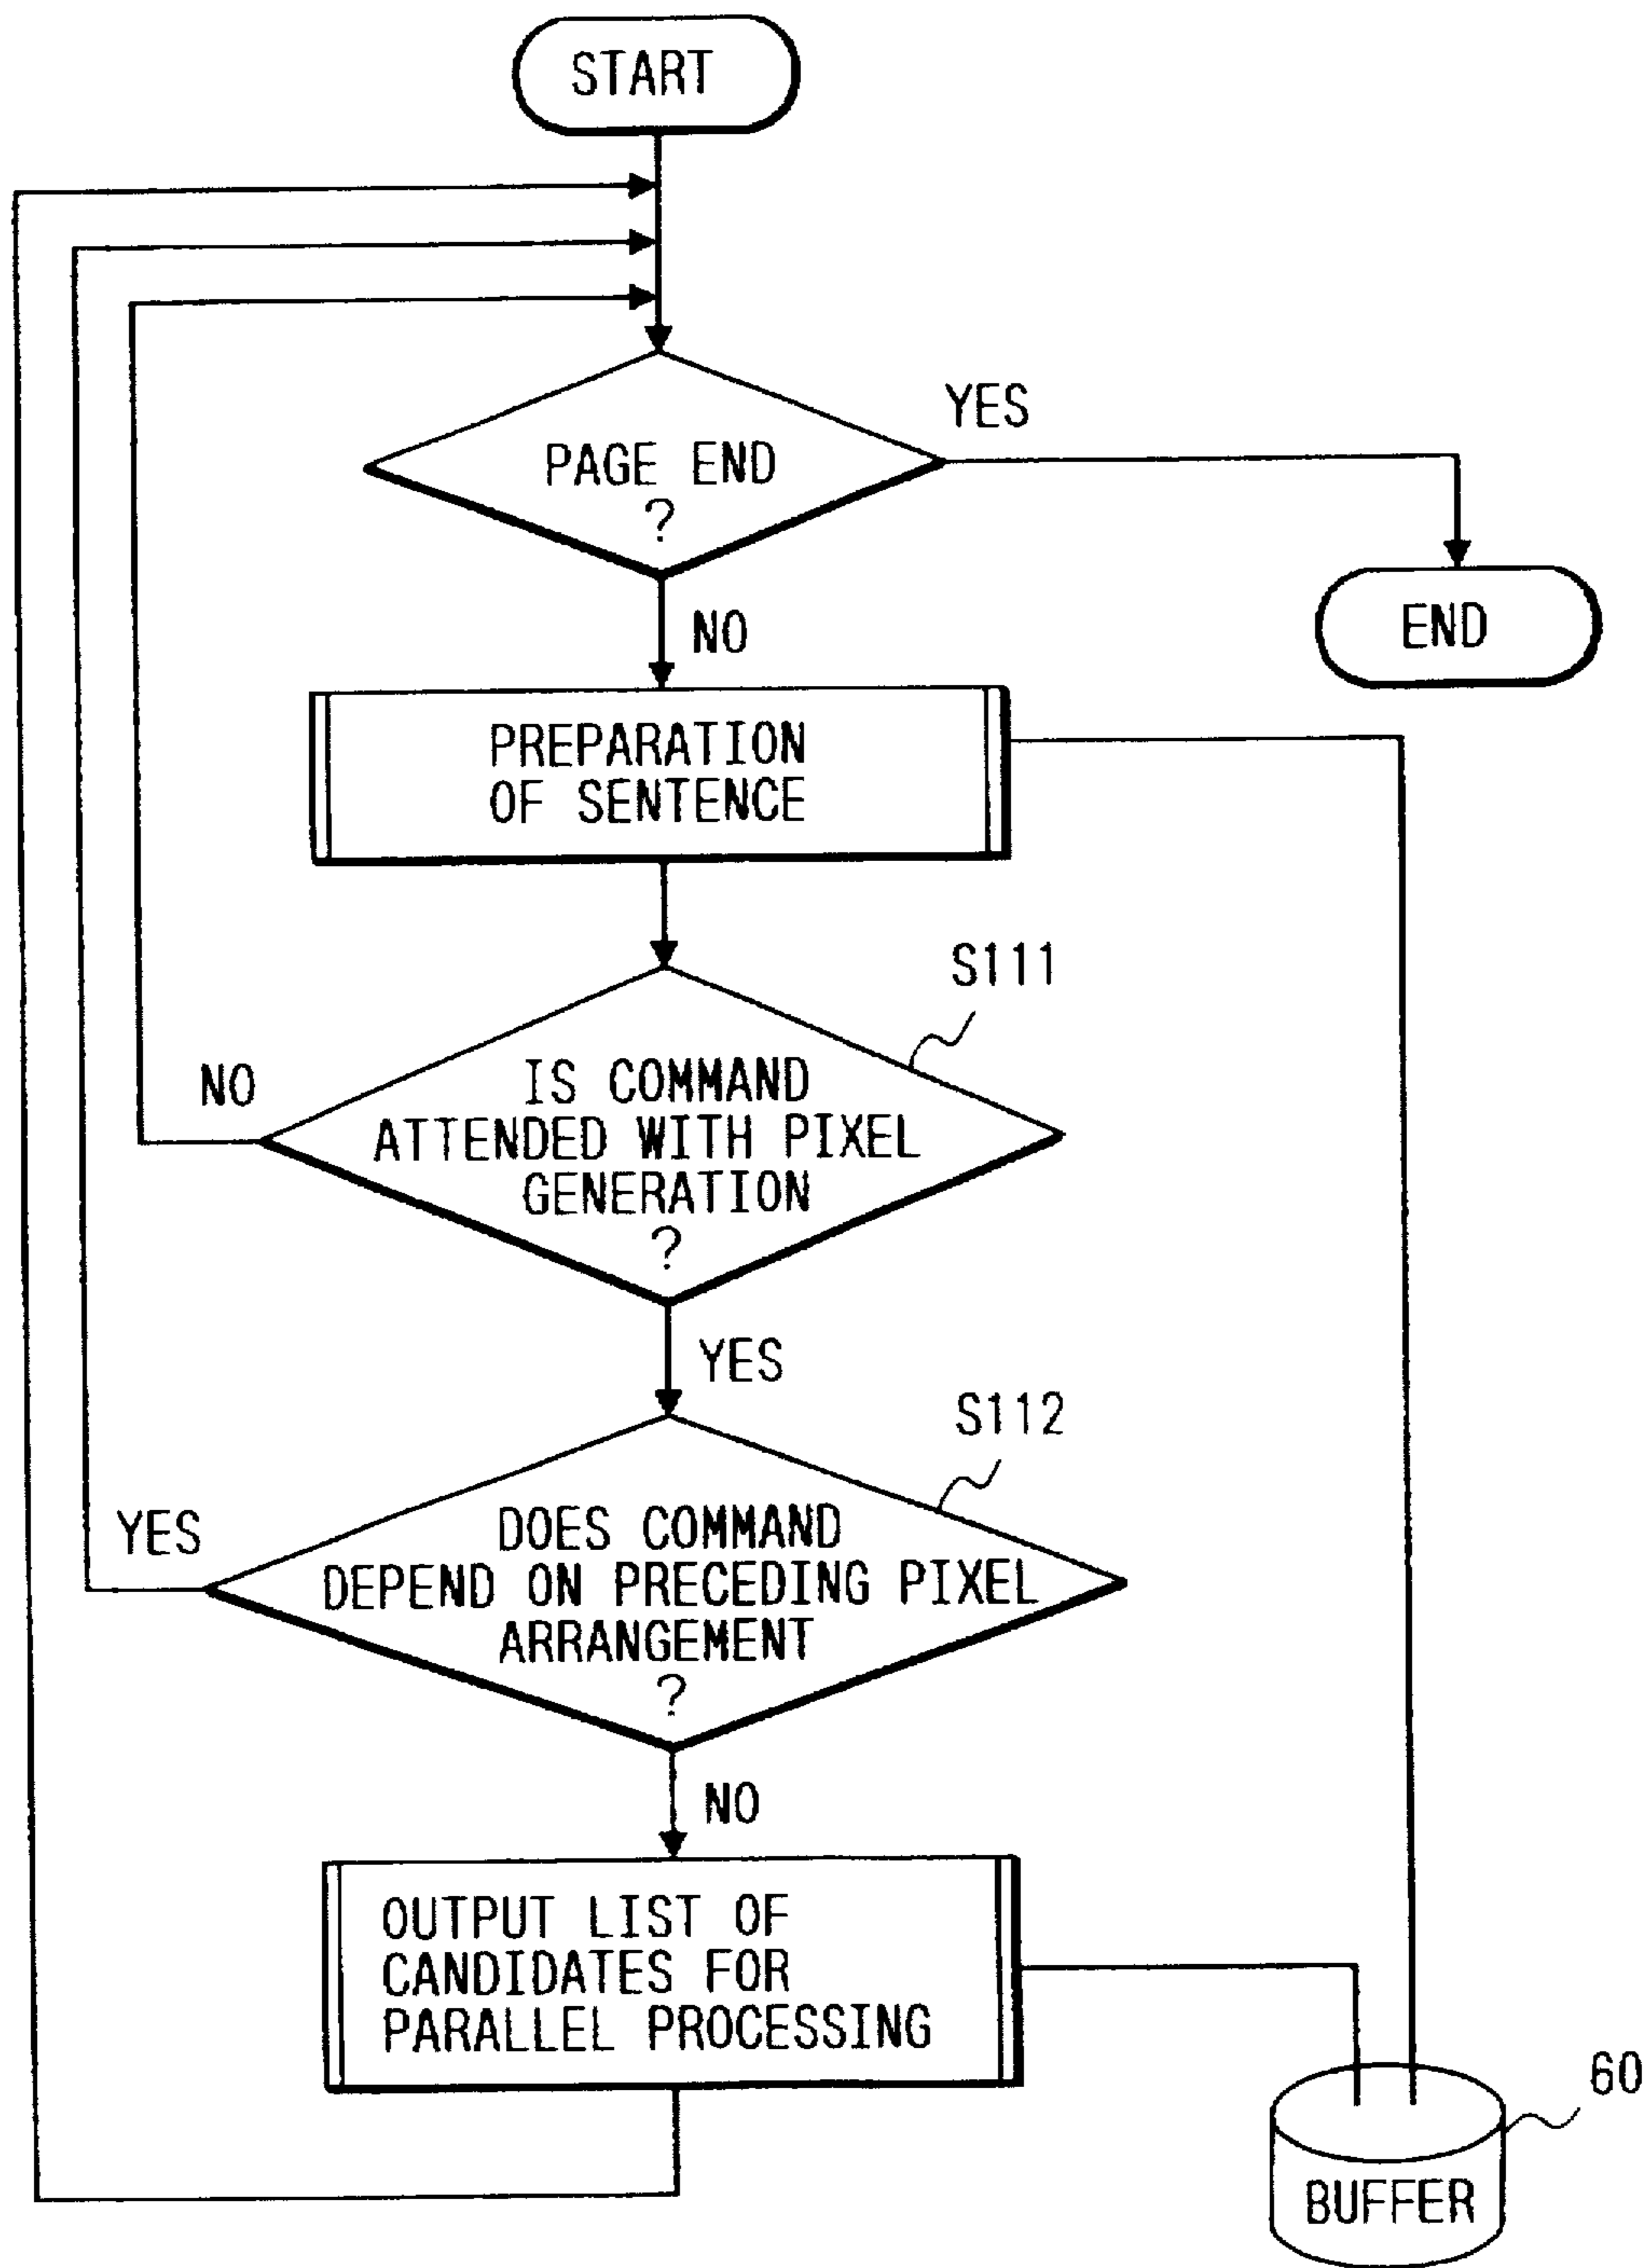 START
PAGE END
?
YES
END
NO
PREPARATION
OF SENTENCE
S111
IS COMMAND
ATTENDED WITH PIXEL
GENERATION
?
NO
YES
S112
DOES COMMAND
DEPEND ON PRECEDING PIXEL
ARRANGEMENT
?
YES
NO
OUTPUT LIST OF
CANDIDATES FOR
PARALLEL PROCESSING
60
BUFFER